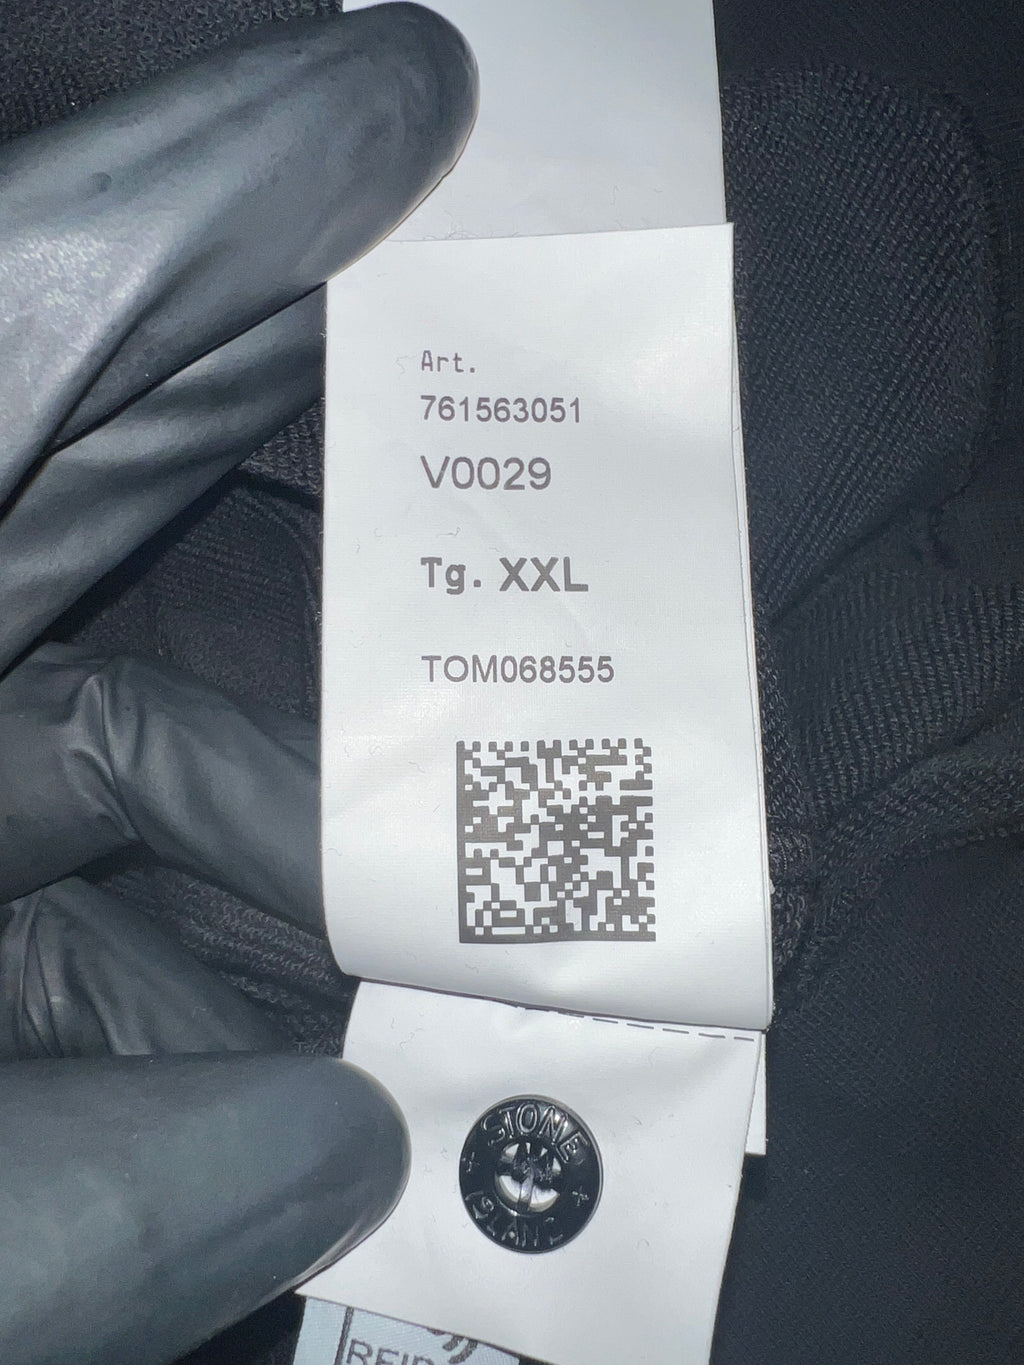 Art.
761563051
V0029
Tg. XXL
TOM068555
STONE
ISLAND